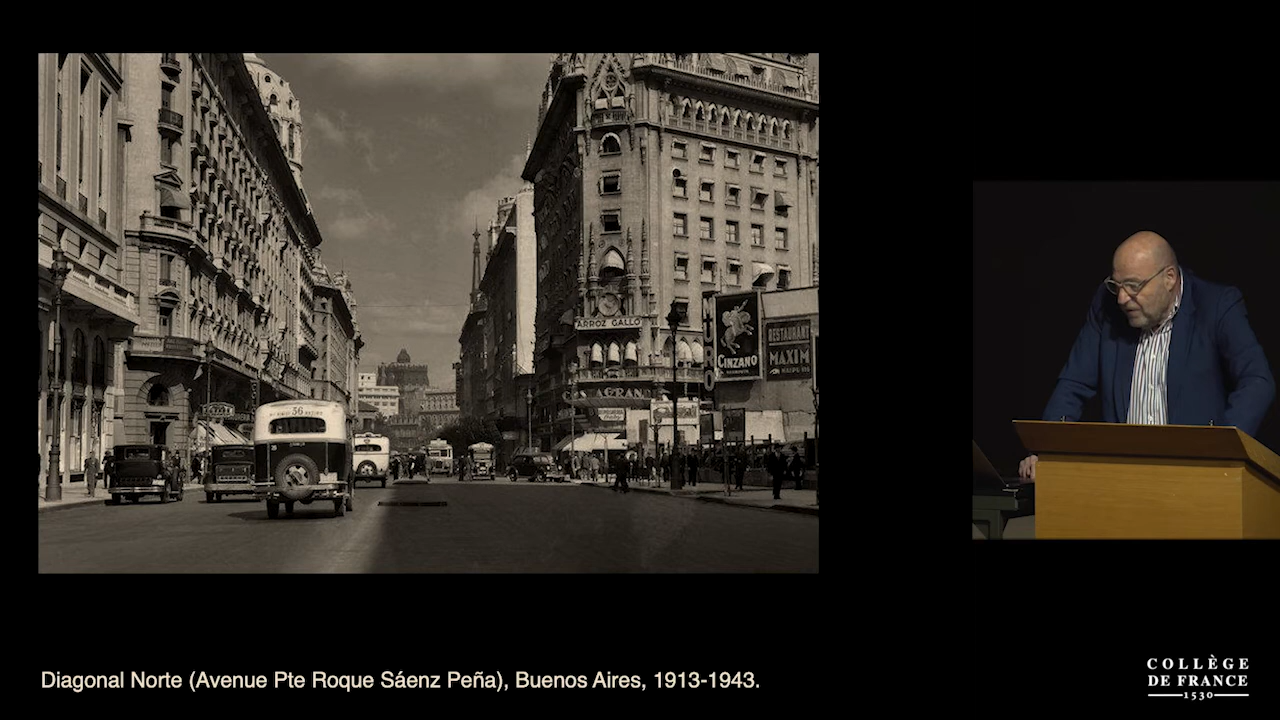 ARROZ GALLO
CINZANO
RESTAURANT
MAXIM
36
Diagonal Norte (Avenue Pte Roque Sáenz Peña), Buenos Aires, 1913-1943.
COLLÈGE
DE FRANCE
1530